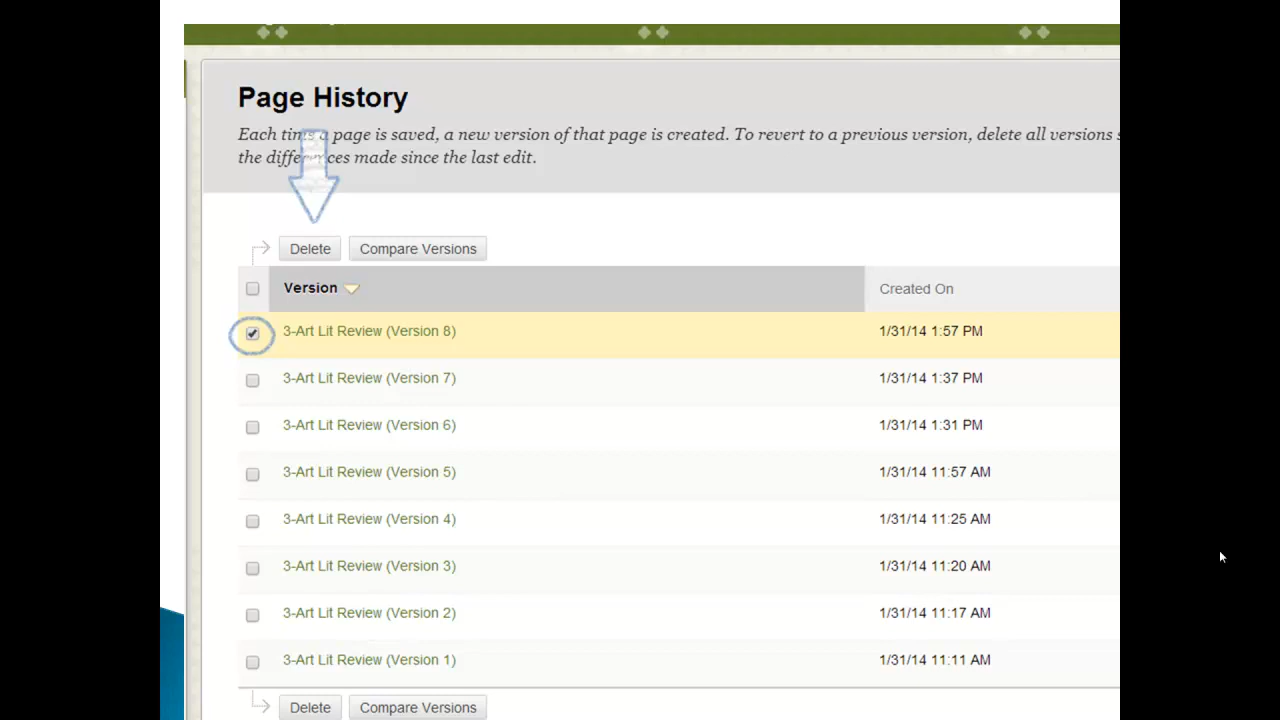 Page History
Each time a page is saved, a new version of that page is created. To revert to a previous version, delete all versions
the differences made since the last edit.
Delete Compare Versions
Version Created On
3-Art Lit Review (Version 8) 1/31/14 1:57 PM
3-Art Lit Review (Version 7) 1/31/14 1:37 PM
3-Art Lit Review (Version 6) 1/31/14 1:31 PM
3-Art Lit Review (Version 5) 1/31/14 11:57 AM
3-Art Lit Review (Version 4) 1/31/14 11:25 AM
3-Art Lit Review (Version 3) 1/31/14 11:20 AM
3-Art Lit Review (Version 2) 1/31/14 11:17 AM
3-Art Lit Review (Version 1) 1/31/14 11:11 AM
Delete Compare Versions